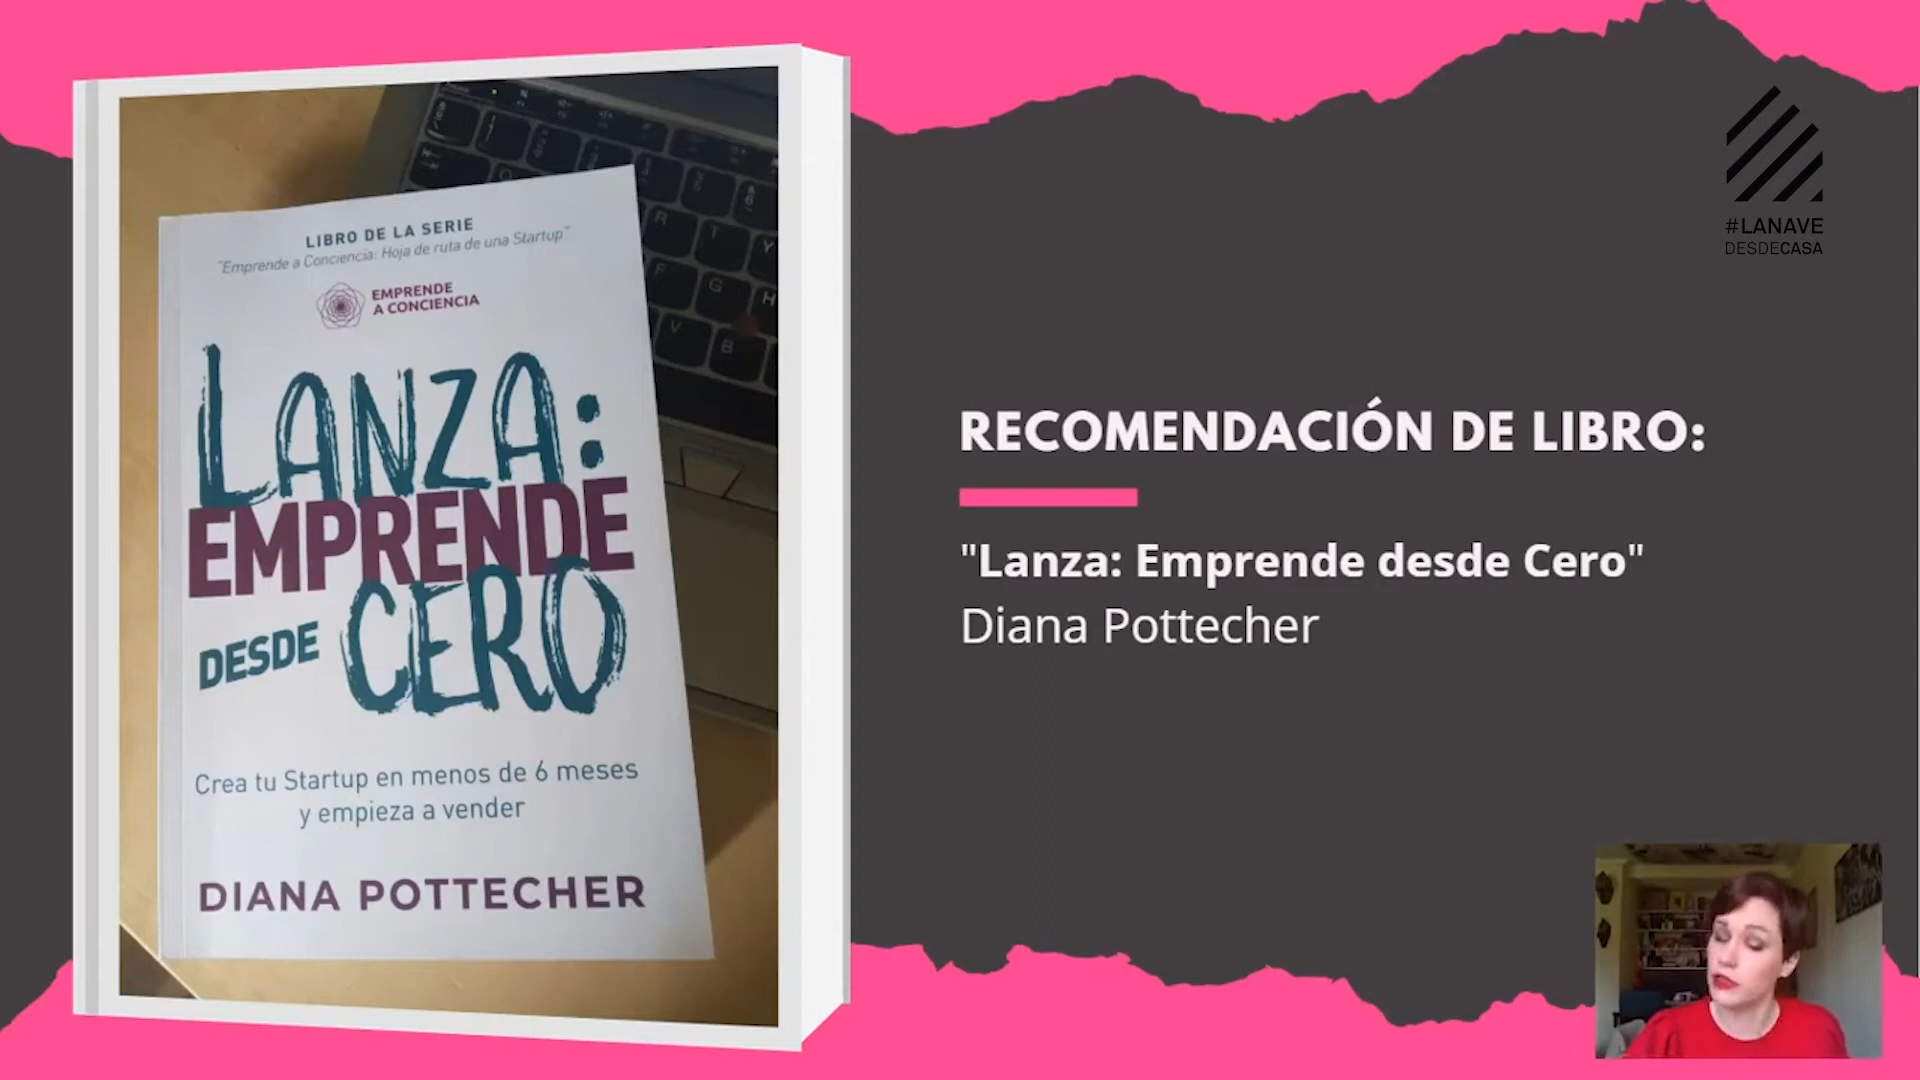 LIBRO DE LA SERIE
"Emprende a Conciencia: Hoja de ruta de una Startup"
EMPRENDE
A CONCIENCIA
LANZA:
EMPRENDE
DESDE CERO
Crea tu Startup en menos de 6 meses
y empieza a vender
DIANA POTTECHER
#LANAVE
DESDECASA
RECOMENDACIÓN DE LIBRO:
"Lanza: Emprende desde Cero"
Diana Pottecher
R T Y
F G H
V B